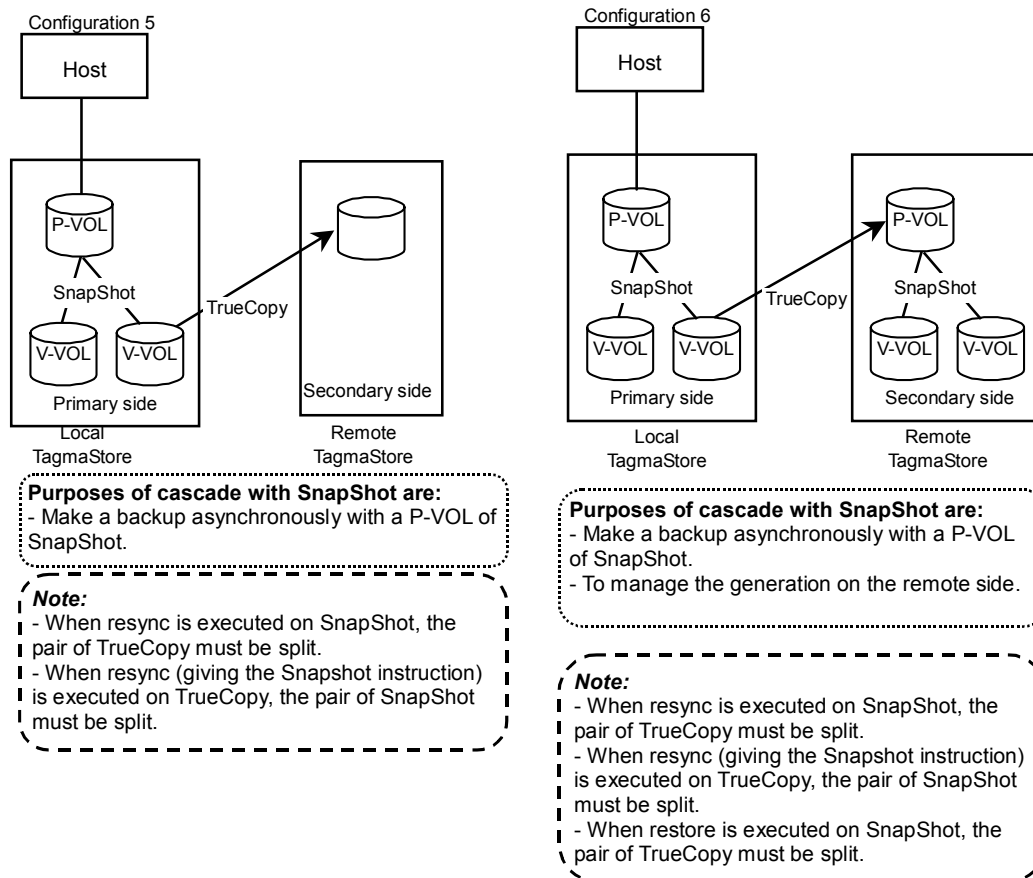 Configuration 5
Host
P-VOL
SnapShot
TrueCopy
V-VOL
V-VOL
Primary side
Secondary side
Local
TagmaStore
Remote
TagmaStore
Purposes of cascade with SnapShot are:
- Make a backup asynchronously with a P-VOL of
SnapShot.
Note:
- When resync is executed on SnapShot, the
pair of TrueCopy must be split.
- When resync (giving the Snapshot instruction)
is executed on TrueCopy, the pair of SnapShot
must be split.
Configuration 6
Host
P-VOL
P-VOL
SnapShot
TrueCopy
SnapShot
V-VOL
V-VOL
V-VOL
V-VOL
Primary side
Secondary side
Local
TagmaStore
Remote
TagmaStore
Purposes of cascade with SnapShot are:
- Make a backup asynchronously with a P-VOL
of SnapShot.
- To manage the generation on the remote side.
Note:
- When resync is executed on SnapShot, the
pair of TrueCopy must be split.
- When resync (giving the Snapshot instruction)
is executed on TrueCopy, the pair of SnapShot
must be split.
- When restore is executed on SnapShot, the
pair of TrueCopy must be split.